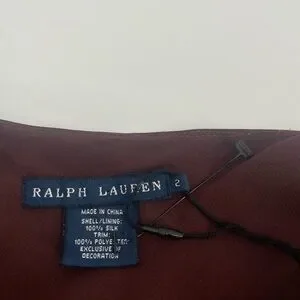 RALPH LAUREN 2
MADE IN CHINA
SHELL/LINING:
100% SILK
TRIM:
100% POLYESTER
EXCLUSIVE OF
DECORATION